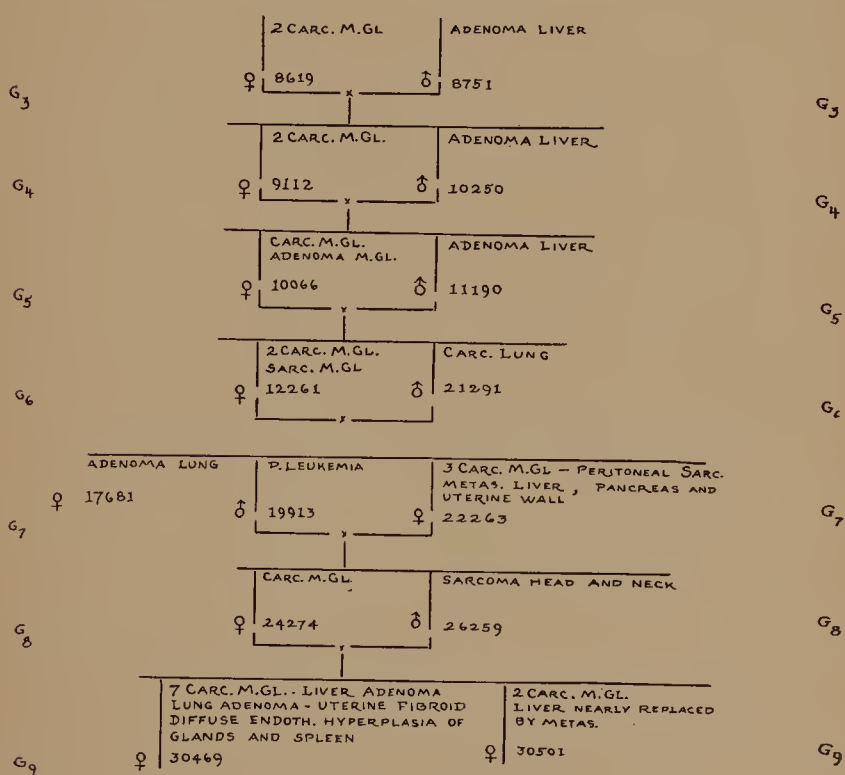 2 CARC. M.GL ADENOMA LIVER
♀ 8619 ♂ 8751
G3 x G3
2 CARC. M.GL. ADENOMA LIVER
G4 ♀ 9112 ♂ 10250 G4
x
CARC. M.GL. ADENOMA LIVER
ADENOMA M.GL.
G5 ♀ 10066 ♂ 11190 G5
x
2 CARC. M.GL. CARC. LUNG
SARC. M.GL
G6 ♀ 12261 ♂ 21291 G6
x
ADENOMA LUNG P. LEUKEMIA 3 CARC. M.GL – PERITONEAL SARC.
METAS. LIVER, PANCREAS AND
UTERINE WALL
♀ 17681 ♂ 19913 ♀ 22263
G7 x G7
CARC. M.GL SARCOMA HEAD AND NECK
G8 ♀ 24274 ♂ 26259 G8
x
7 CARC. M.GL.. LIVER ADENOMA 2 CARC. M.GL.
LUNG ADENOMA - UTERINE FIBROID LIVER NEARLY REPLACED
DIFFUSE ENDOTH. HYPERPLASIA OF BY METAS.
GLANDS AND SPLEEN
G9 ♀ 30469 ♀ 30501 G9